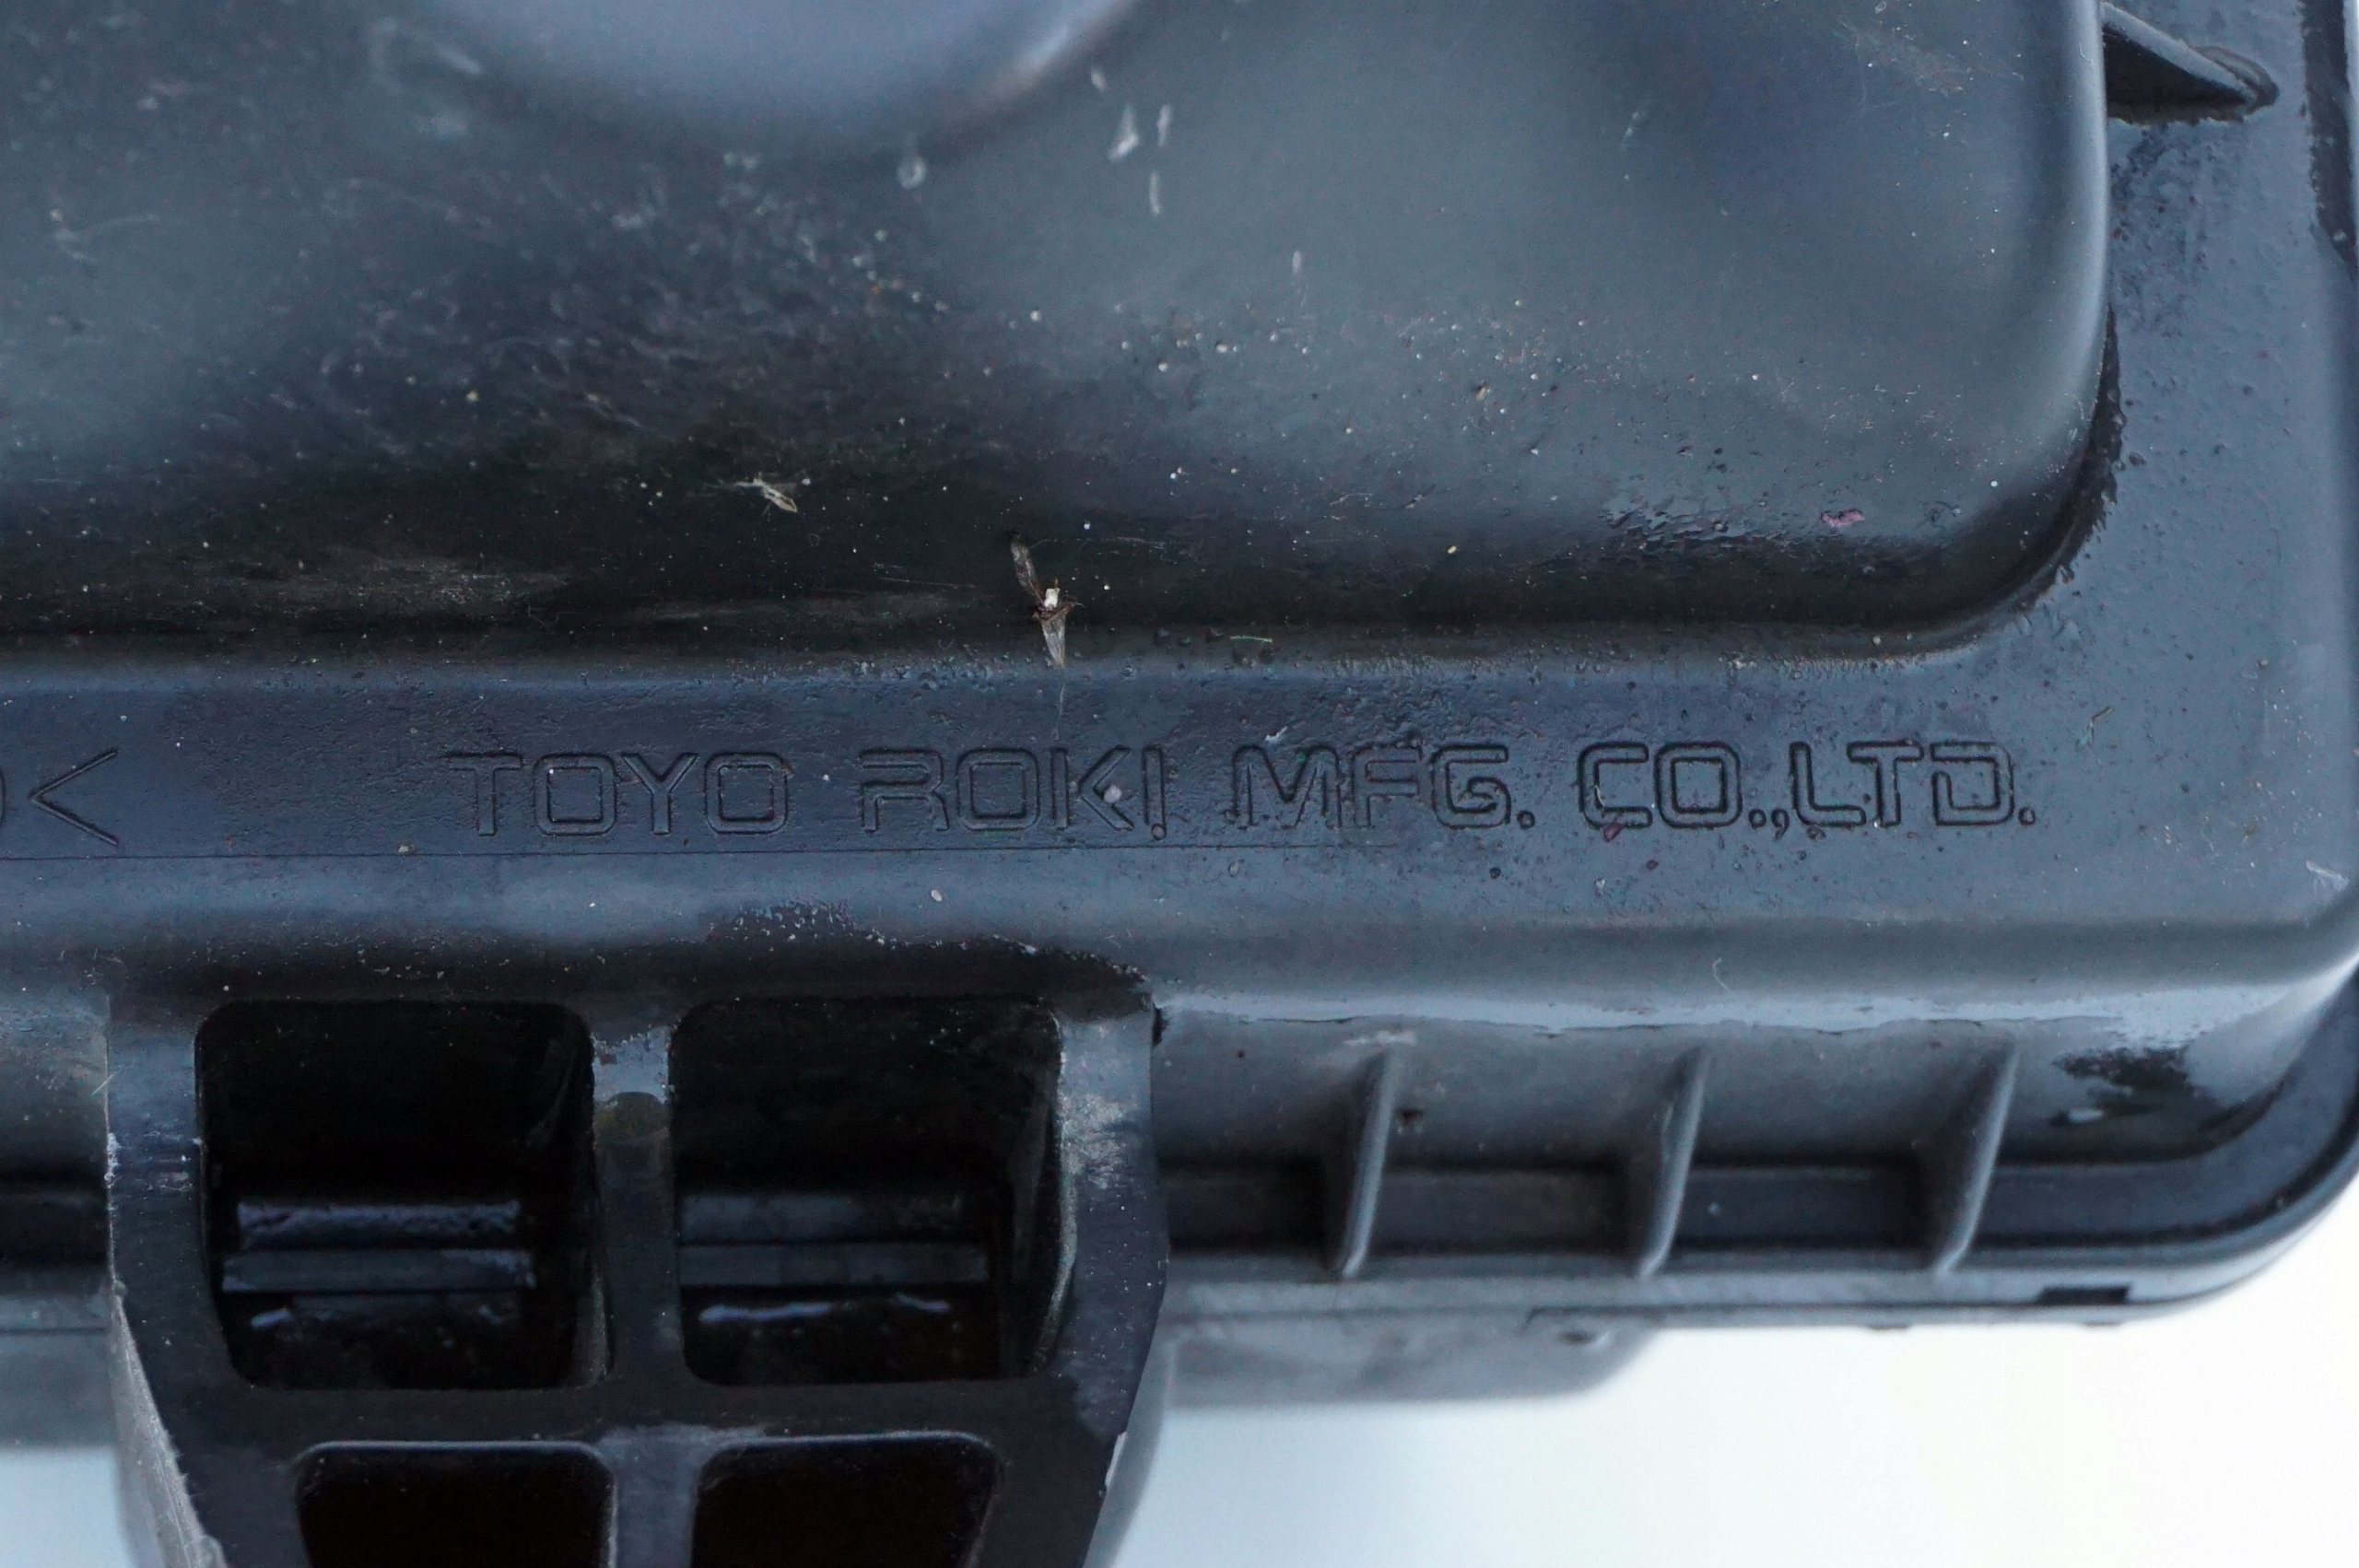 < TOYO ROKI MFG. CO.,LTD.